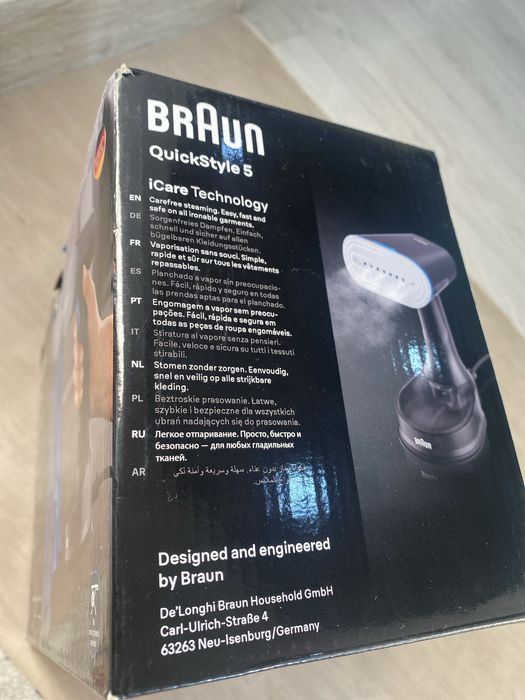 BRAUN
QuickStyle 5
iCare Technology
EN Carefree steaming. Easy, fast and
safe on all ironable garments.
DE Sorgenfreies Dampfen. Einfach,
schnell und sicher auf allen
bügelbaren Kleidungsstücken.
FR Vaporisation sans souci. Simple,
rapide et sûr sur tous les vêtements
repassables.
ES Planchado a vapor sin preocupacio-
nes. Fácil, rápido y seguro en todas
las prendas aptas para el planchado.
PT Engomagem a vapor sem preocu-
pações. Fácil, rápida e segura em
todas as peças de roupa engomáveis.
IT Stiratura al vapore senza pensieri.
Facile, veloce e sicura su tutti i tessuti
stirabili.
NL Stomen zonder zorgen. Eenvoudig,
snel en veilig op alle strijkbare
kleding.
PL Beztroskie prasowanie. Łatwe,
szybkie i bezpieczne dla wszystkich
ubrań nadających się do prasowania.
RU Легкое отпаривание. Просто, быстро и
безопасно — для любых гладильных
тканей.
AR بدون عناء. سهلة وسريعة وآمنة لكي
BRAUN
Designed and engineered
by Braun
De'Longhi Braun Household GmbH
Carl-Ulrich-Straße 4
63263 Neu-Isenburg/Germany